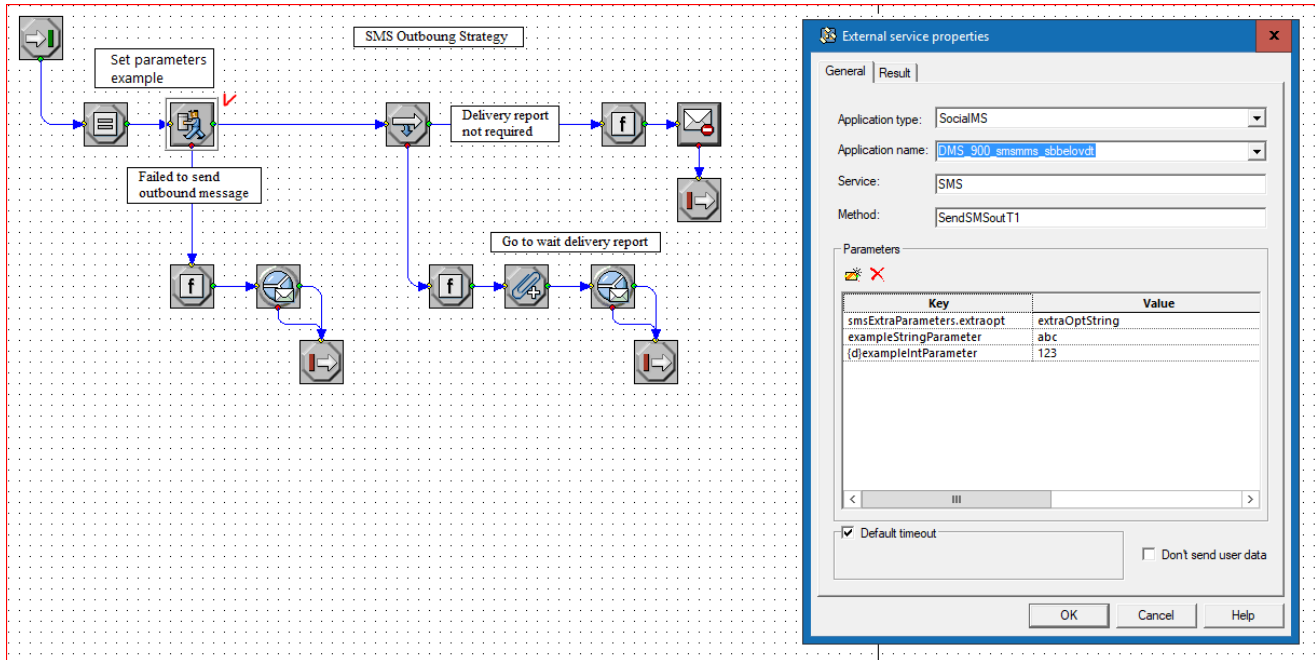 SMS Outboung Strategy
Set parameters
example
Delivery report
not required
Failed to send
outbound message
Go to wait delivery report
f
f
f
External service properties
x
General
Result
Application type:
SocialMS
Application name:
DMS_900_smsmms_sbbelovdt
Service:
SMS
Method:
SendSMSoutT1
Parameters
Key
Value
smsExtraParameters.extraopt
extraOptString
exampleStringParameter
abc
{d}exampleIntParameter
123
Default timeout
Don't send user data
OK
Cancel
Help